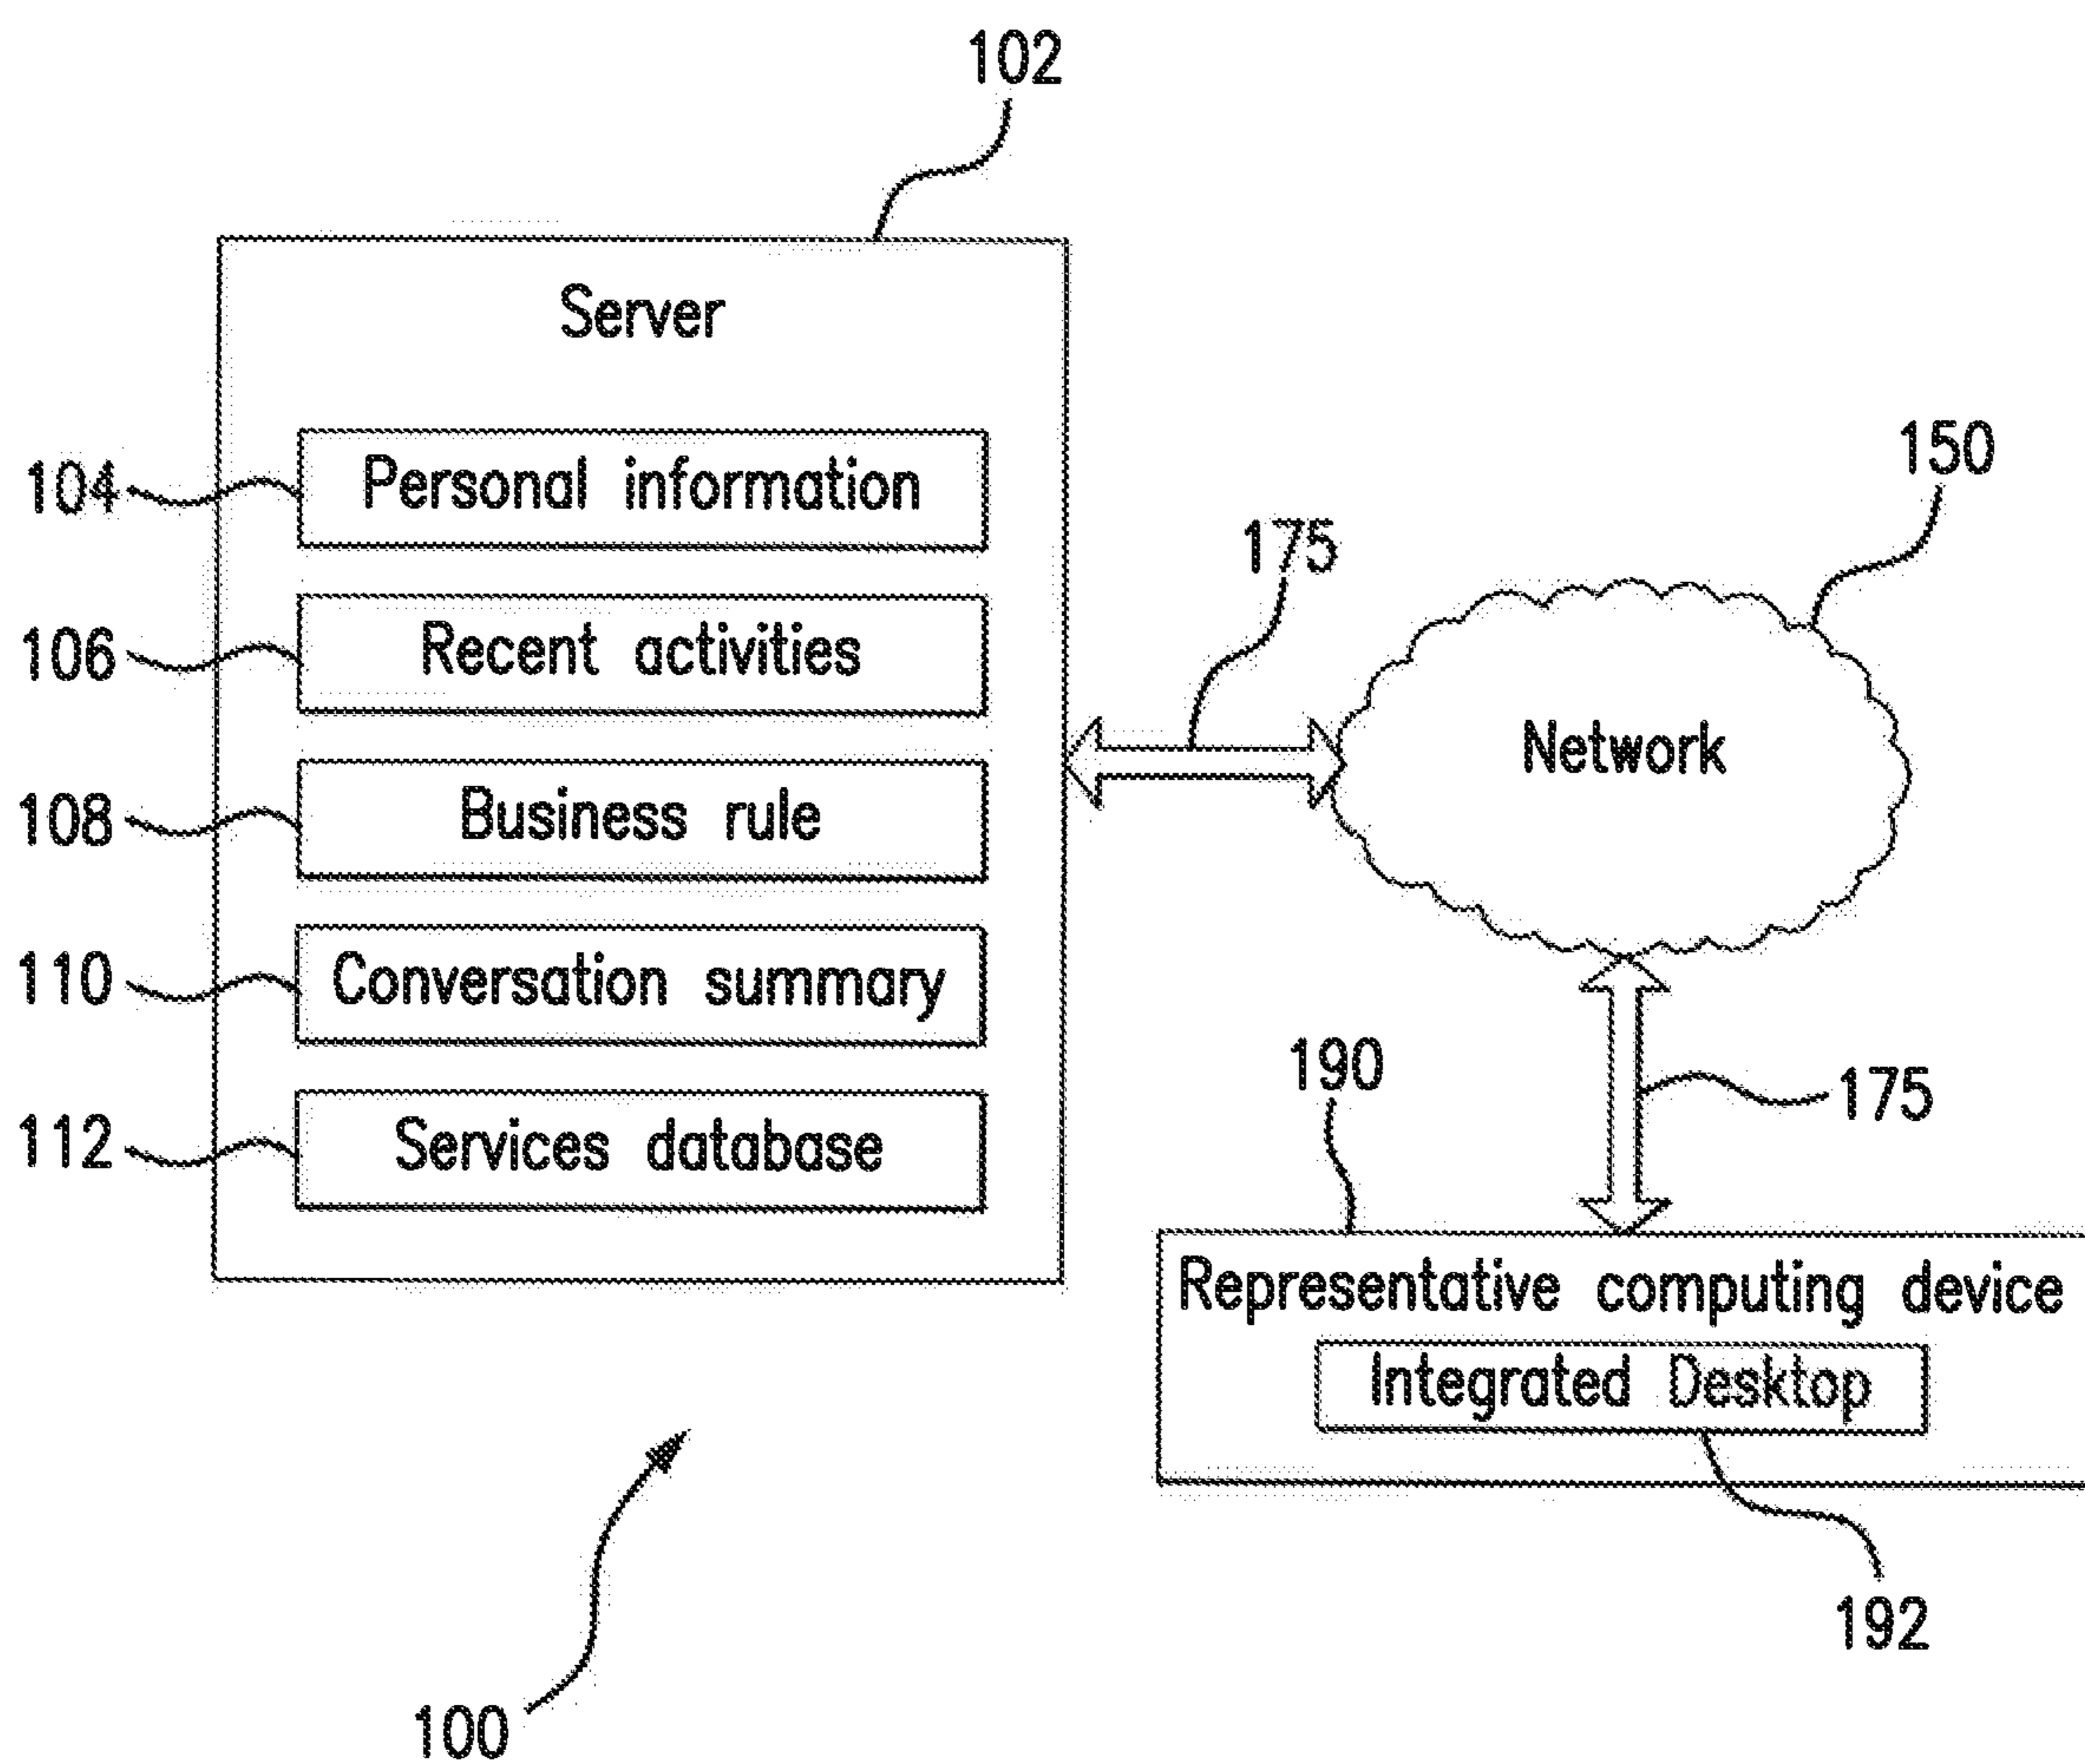 102
Server
104
Personal information
150
175
106
Recent activities
Network
108
Business rule
110
Conversation summary
190
175
112
Services database
Representative computing device
Integrated Desktop
192
100